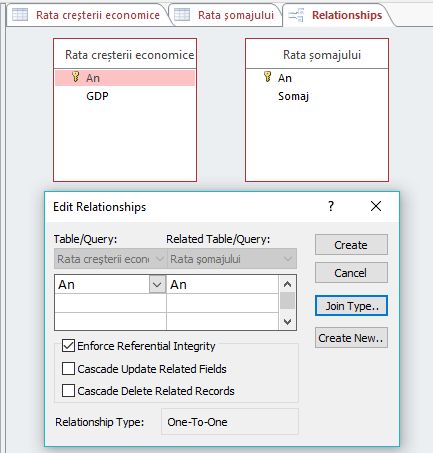 Rata creșterii economice Rata șomajului Relationships
Rata creșterii economice Rata șomajului
An An
GDP Somaj
Edit Relationships ? ×
Table/Query: Related Table/Query: Create
Rata creșterii econo Rata șomajului
Cancel
An An
Join Type..
Create New..
Enforce Referential Integrity
Cascade Update Related Fields
Cascade Delete Related Records
Relationship Type: One-To-One